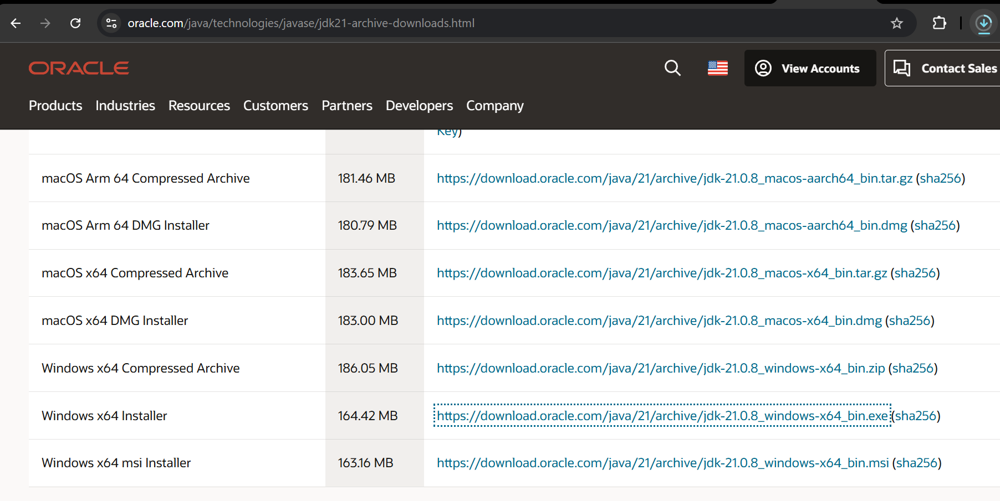 oracle.com/java/technologies/javase/jdk21-archive-downloads.html
ORACLE
View Accounts
Contact Sales
Products Industries Resources Customers Partners Developers Company
Key)
macOS Arm 64 Compressed Archive 181.46 MB https://download.oracle.com/java/21/archive/jdk-21.0.8_macos-aarch64_bin.tar.gz (sha256)
macOS Arm 64 DMG Installer 180.79 MB https://download.oracle.com/java/21/archive/jdk-21.0.8_macos-aarch64_bin.dmg (sha256)
macOS x64 Compressed Archive 183.65 MB https://download.oracle.com/java/21/archive/jdk-21.0.8_macos-x64_bin.tar.gz (sha256)
macOS x64 DMG Installer 183.00 MB https://download.oracle.com/java/21/archive/jdk-21.0.8_macos-x64_bin.dmg (sha256)
Windows x64 Compressed Archive 186.05 MB https://download.oracle.com/java/21/archive/jdk-21.0.8_windows-x64_bin.zip (sha256)
Windows x64 Installer 164.42 MB https://download.oracle.com/java/21/archive/jdk-21.0.8_windows-x64_bin.exe (sha256)
Windows x64 msi Installer 163.16 MB https://download.oracle.com/java/21/archive/jdk-21.0.8_windows-x64_bin.msi (sha256)